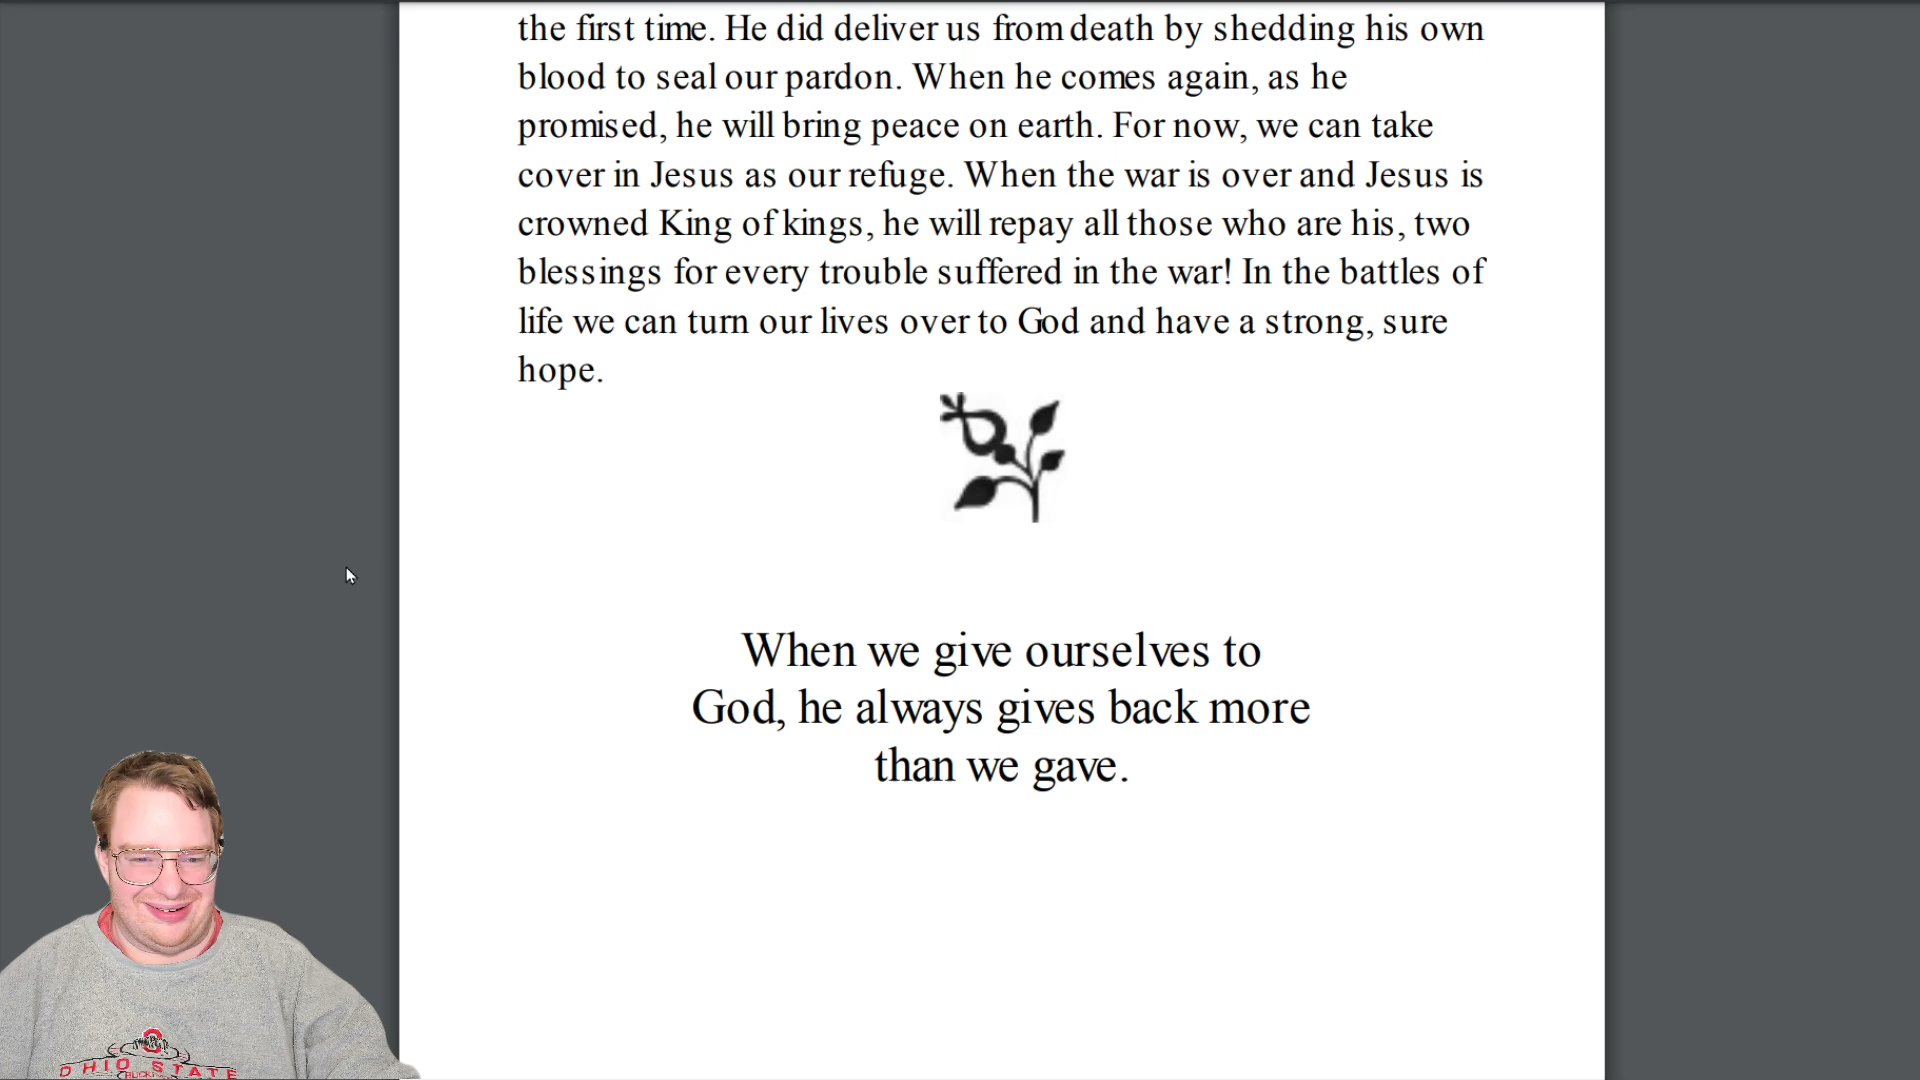 the first time. He did deliver us from death by shedding his own
blood to seal our pardon. When he comes again, as he
promised, he will bring peace on earth. For now, we can take
cover in Jesus as our refuge. When the war is over and Jesus is
crowned King of kings, he will repay all those who are his, two
blessings for every trouble suffered in the war! In the battles of
life we can turn our lives over to God and have a strong, sure
hope.
When we give ourselves to
God, he always gives back more
than we gave.
OHIO STATE